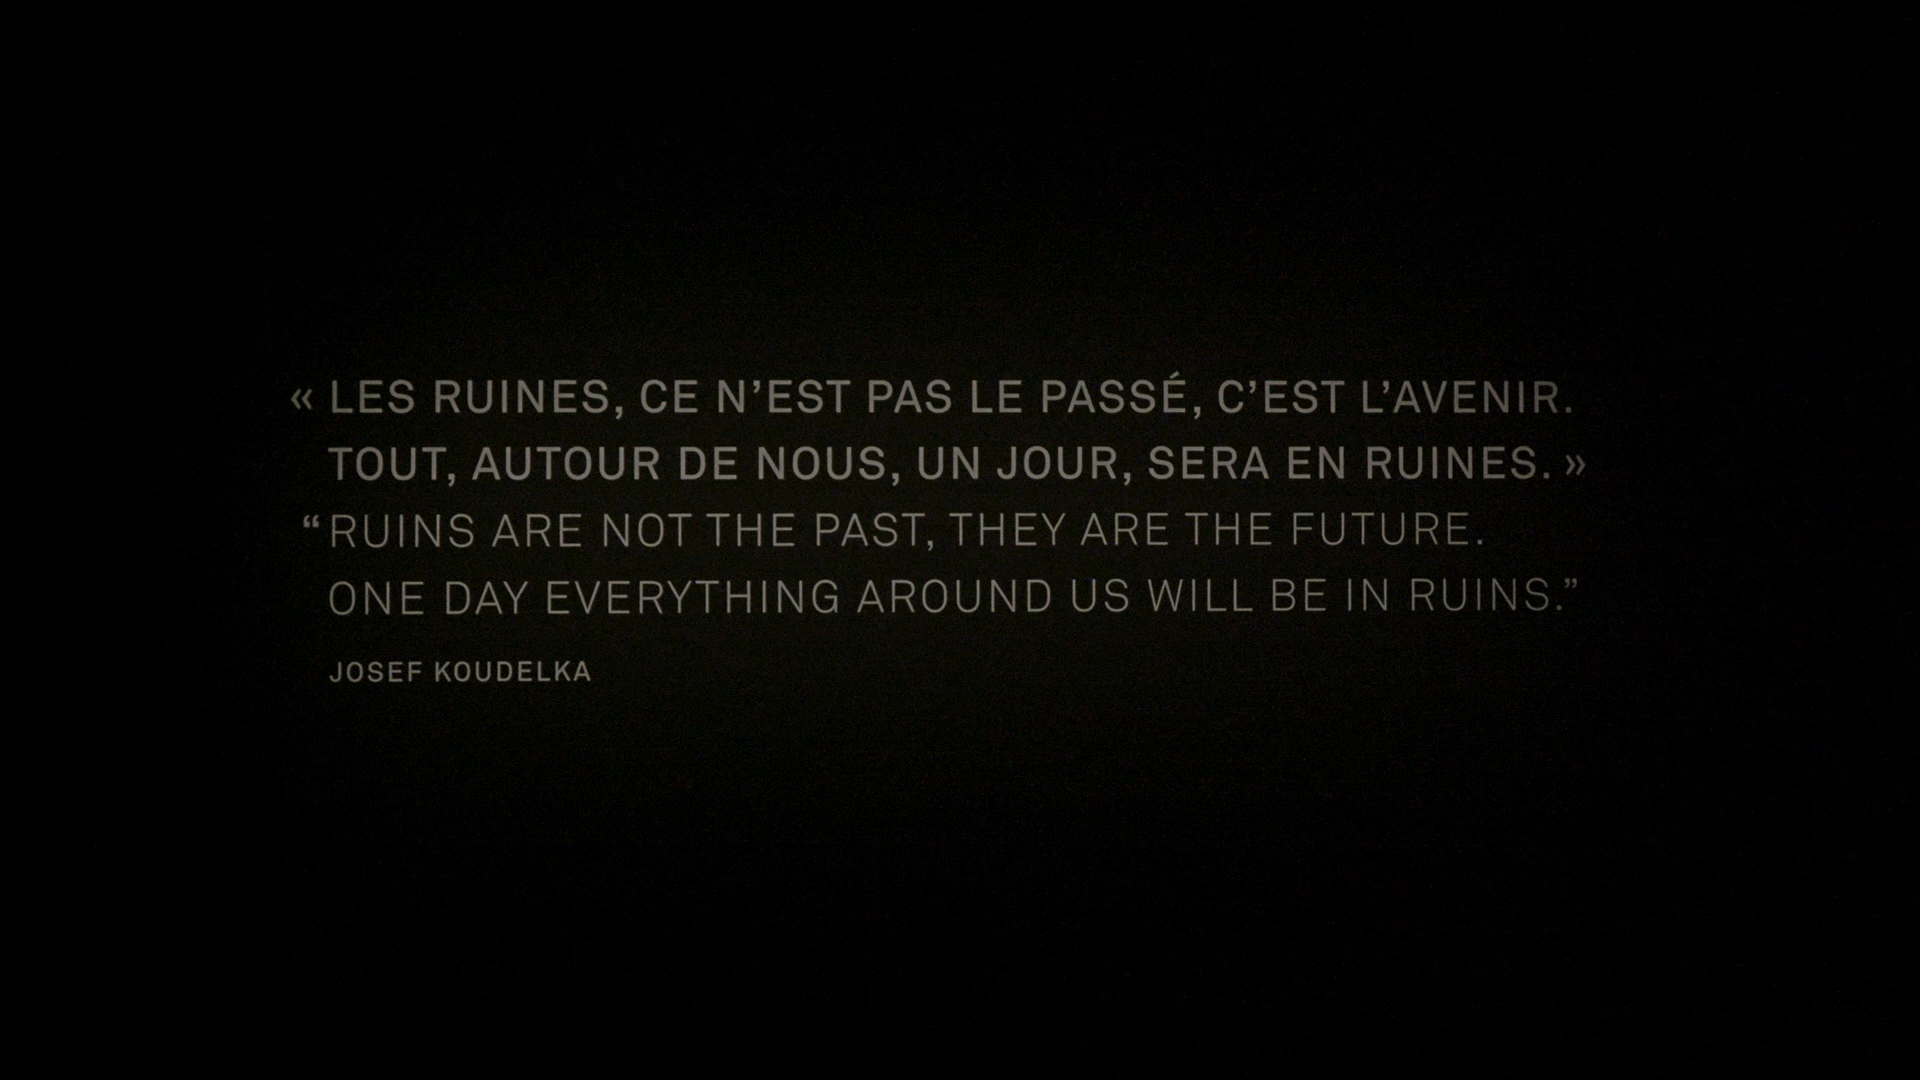 « LES RUINES, CE N’EST PAS LE PASSÉ, C’EST L’AVENIR.
TOUT, AUTOUR DE NOUS, UN JOUR, SERA EN RUINES. »
“RUINS ARE NOT THE PAST, THEY ARE THE FUTURE.
ONE DAY EVERYTHING AROUND US WILL BE IN RUINS.”
JOSEF KOUDELKA